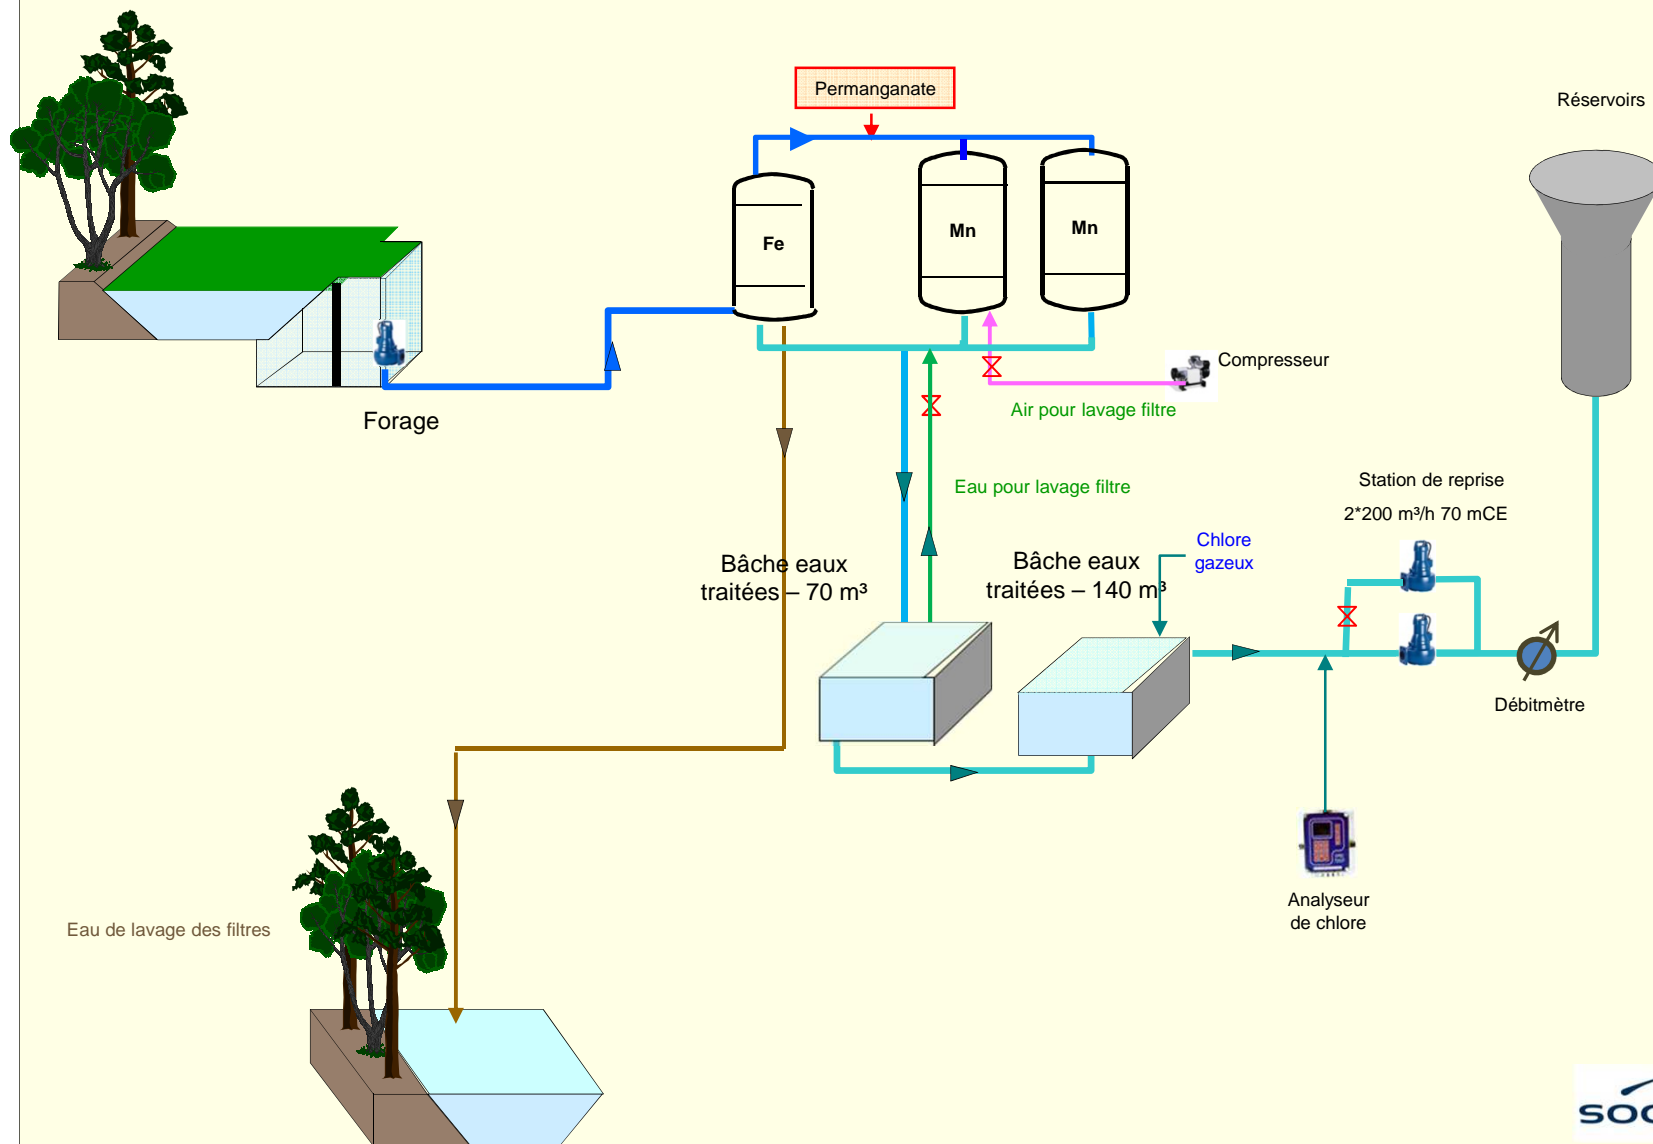 Permanganate
Réservoirs
Fe
Mn
Mn
Compresseur
Air pour lavage filtre
Forage
Eau pour lavage filtre
Station de reprise
2*200 m³/h 70 mCE
Chlore
gazeux
Bâche eaux
traitées – 70 m³
Bâche eaux
traitées – 140 m³
Débitmètre
Analyseur
de chlore
Eau de lavage des filtres